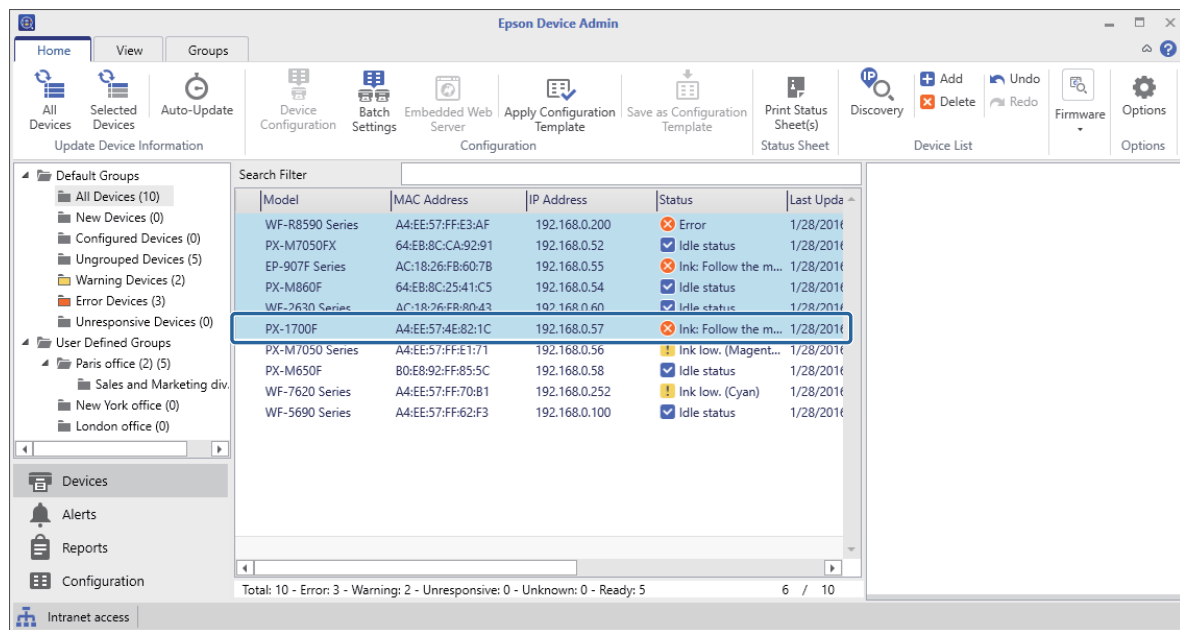 Epson Device Admin
Home View Groups
All Devices
Selected Devices
Auto-Update
Update Device Information
Device Configuration
Batch Settings
Embedded Web Server
Apply Configuration Template
Save as Configuration Template
Configuration
Print Status Sheet(s)
Status Sheet
IP
Discovery
Add
Delete
Undo
Redo
Device List
Firmware
Options
Options
Default Groups
All Devices (10)
New Devices (0)
Configured Devices (0)
Ungrouped Devices (5)
Warning Devices (2)
Error Devices (3)
Unresponsive Devices (0)
User Defined Groups
Paris office (2) (5)
Sales and Marketing div.
New York office (0)
London office (0)
Devices
Alerts
Reports
Configuration
Search Filter
Model MAC Address IP Address Status Last Upda
WF-R8590 Series A4:EE:57:FF:E3:AF 192.168.0.200 Error 1/28/2016
PX-M7050FX 64:EB:8C:CA:92:91 192.168.0.52 Idle status 1/28/2016
EP-907F Series AC:18:26:FB:60:7B 192.168.0.55 Ink: Follow the m... 1/28/2016
PX-M860F 64:EB:8C:25:41:C5 192.168.0.54 Idle status 1/28/2016
WF-2630 Series AC:18:26:FB:80:43 192.168.0.60 Idle status 1/28/2016
PX-1700F A4:EE:57:4E:82:1C 192.168.0.57 Ink: Follow the m... 1/28/2016
PX-M7050 Series A4:EE:57:FF:E1:71 192.168.0.56 Ink low. (Magent... 1/28/2016
PX-M650F B0:E8:92:FF:85:5C 192.168.0.58 Idle status 1/28/2016
WF-7620 Series A4:EE:57:FF:70:B1 192.168.0.252 Ink low. (Cyan) 1/28/2016
WF-5690 Series A4:EE:57:FF:62:F3 192.168.0.100 Idle status 1/28/2016
Total: 10 - Error: 3 - Warning: 2 - Unresponsive: 0 - Unknown: 0 - Ready: 5 6 / 10
Intranet access